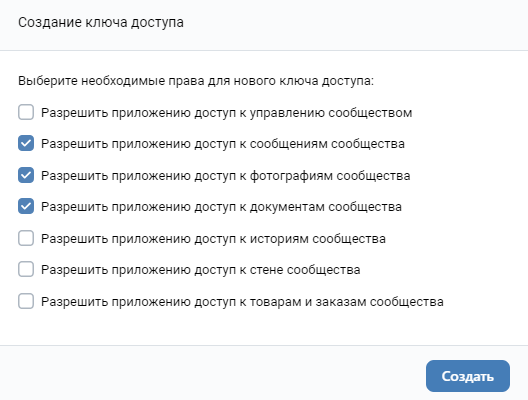 Создание ключа доступа
Выберите необходимые права для нового ключа доступа:
Разрешить приложению доступ к управлению сообществом
Разрешить приложению доступ к сообщениям сообщества
Разрешить приложению доступ к фотографиям сообщества
Разрешить приложению доступ к документам сообщества
Разрешить приложению доступ к историям сообщества
Разрешить приложению доступ к стене сообщества
Разрешить приложению доступ к товарам и заказам сообщества
Создать